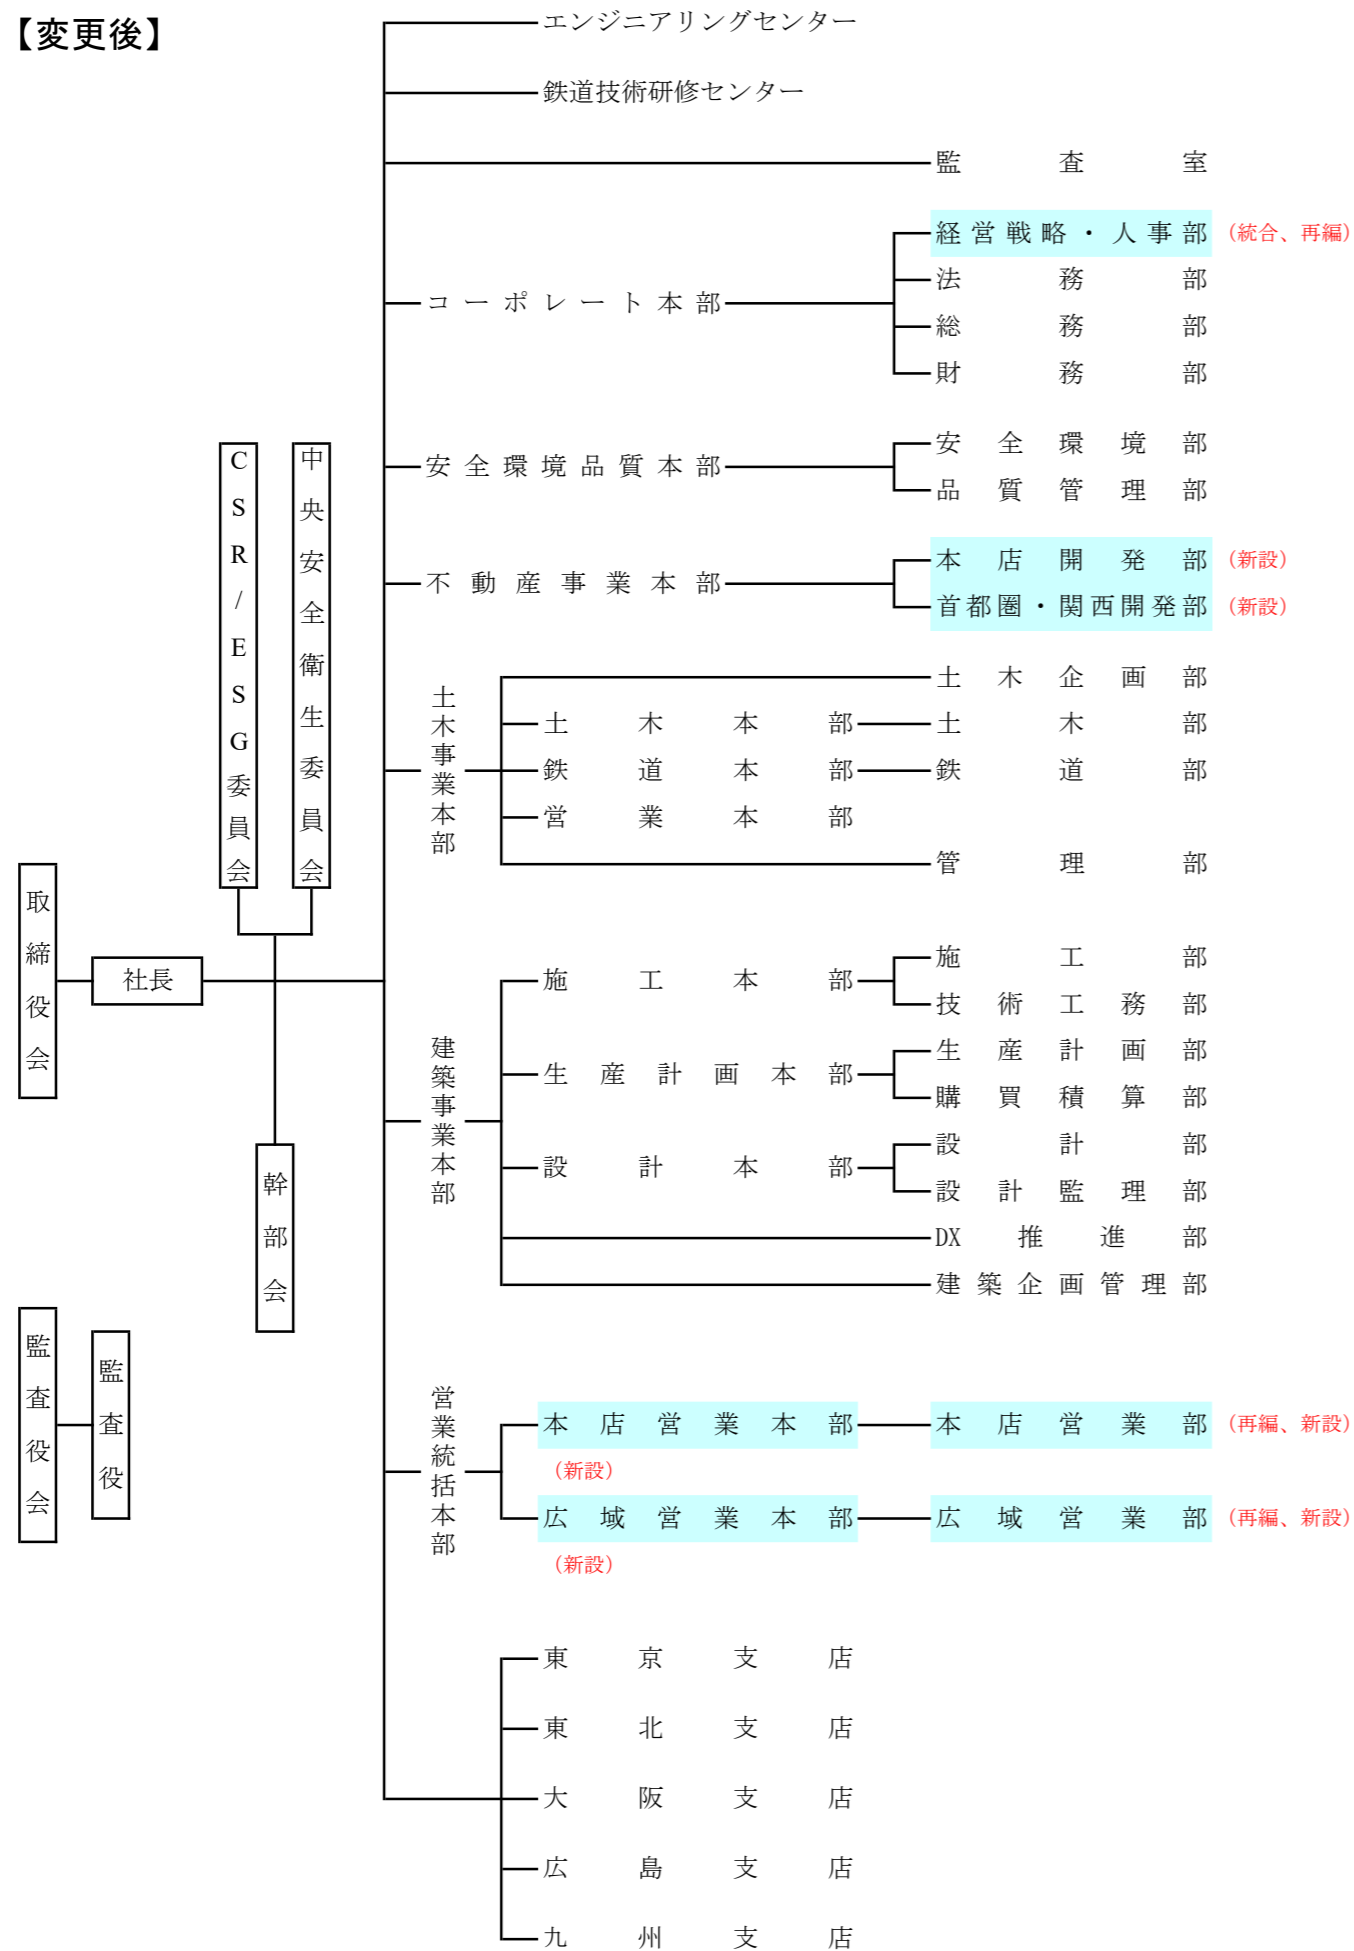 【変更後】
エンジニアリングセンター
鉄道技術研修センター
監査室
コーポレート本部
経営戦略・人事部 (統合、再編)
法務部
総務部
財務部
安全環境品質本部
安全環境部
品質管理部
不動産事業本部
本店開発部 (新設)
首都圏・関西開発部 (新設)
土木事業本部
土木企画部
土木本部 土木部
鉄道本部 鉄道部
営業本部
管理部
CSR/ESG委員会
中央安全衛生委員会
取締役会
社長
幹部会
監査役会
監査役
建築事業本部
施工本部
施工部
技術工務部
生産計画本部
生産計画部
購買積算部
設計本部
設計部
設計監理部
DX推進部
建築企画管理部
営業統括本部
本店営業本部 本店営業部 (再編、新設)
(新設)
広域営業本部 広域営業部 (再編、新設)
(新設)
東京支店
東北支店
大阪支店
広島支店
九州支店